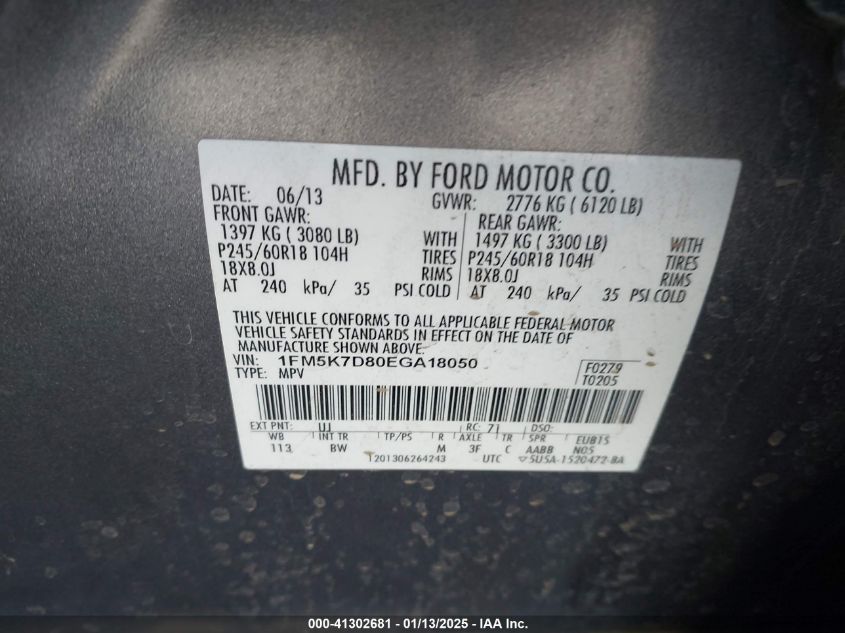 MFD. BY FORD MOTOR CO.
DATE: 06/13 GVWR: 2776 KG ( 6120 LB)
FRONT GAWR: REAR GAWR:
1397 KG ( 3080 LB) WITH 1497 KG ( 3300 LB) WITH
P245/60R18 104H TIRES P245/60R18 104H TIRES
18X8.0J RIMS 18X8.0J RIMS
AT 240 kPa/ 35 PSI COLD AT 240 kPa/ 35 PSI COLD
THIS VEHICLE CONFORMS TO ALL APPLICABLE FEDERAL MOTOR
VEHICLE SAFETY STANDARDS IN EFFECT ON THE DATE OF
MANUFACTURE SHOWN ABOVE.
VIN: 1FM5K7D80EGA18050 F0279
TYPE: MPV T0205
EXT PNT: UJ RC: 71 DSO:
WB INT TR TP/PS R AXLE TR SPR EUB15
113 BW M 3F C AABB N05
T201306264243 UTC ▽5U5A-1520472-BA
000-41302681 - 01/13/2025 - IAA Inc.